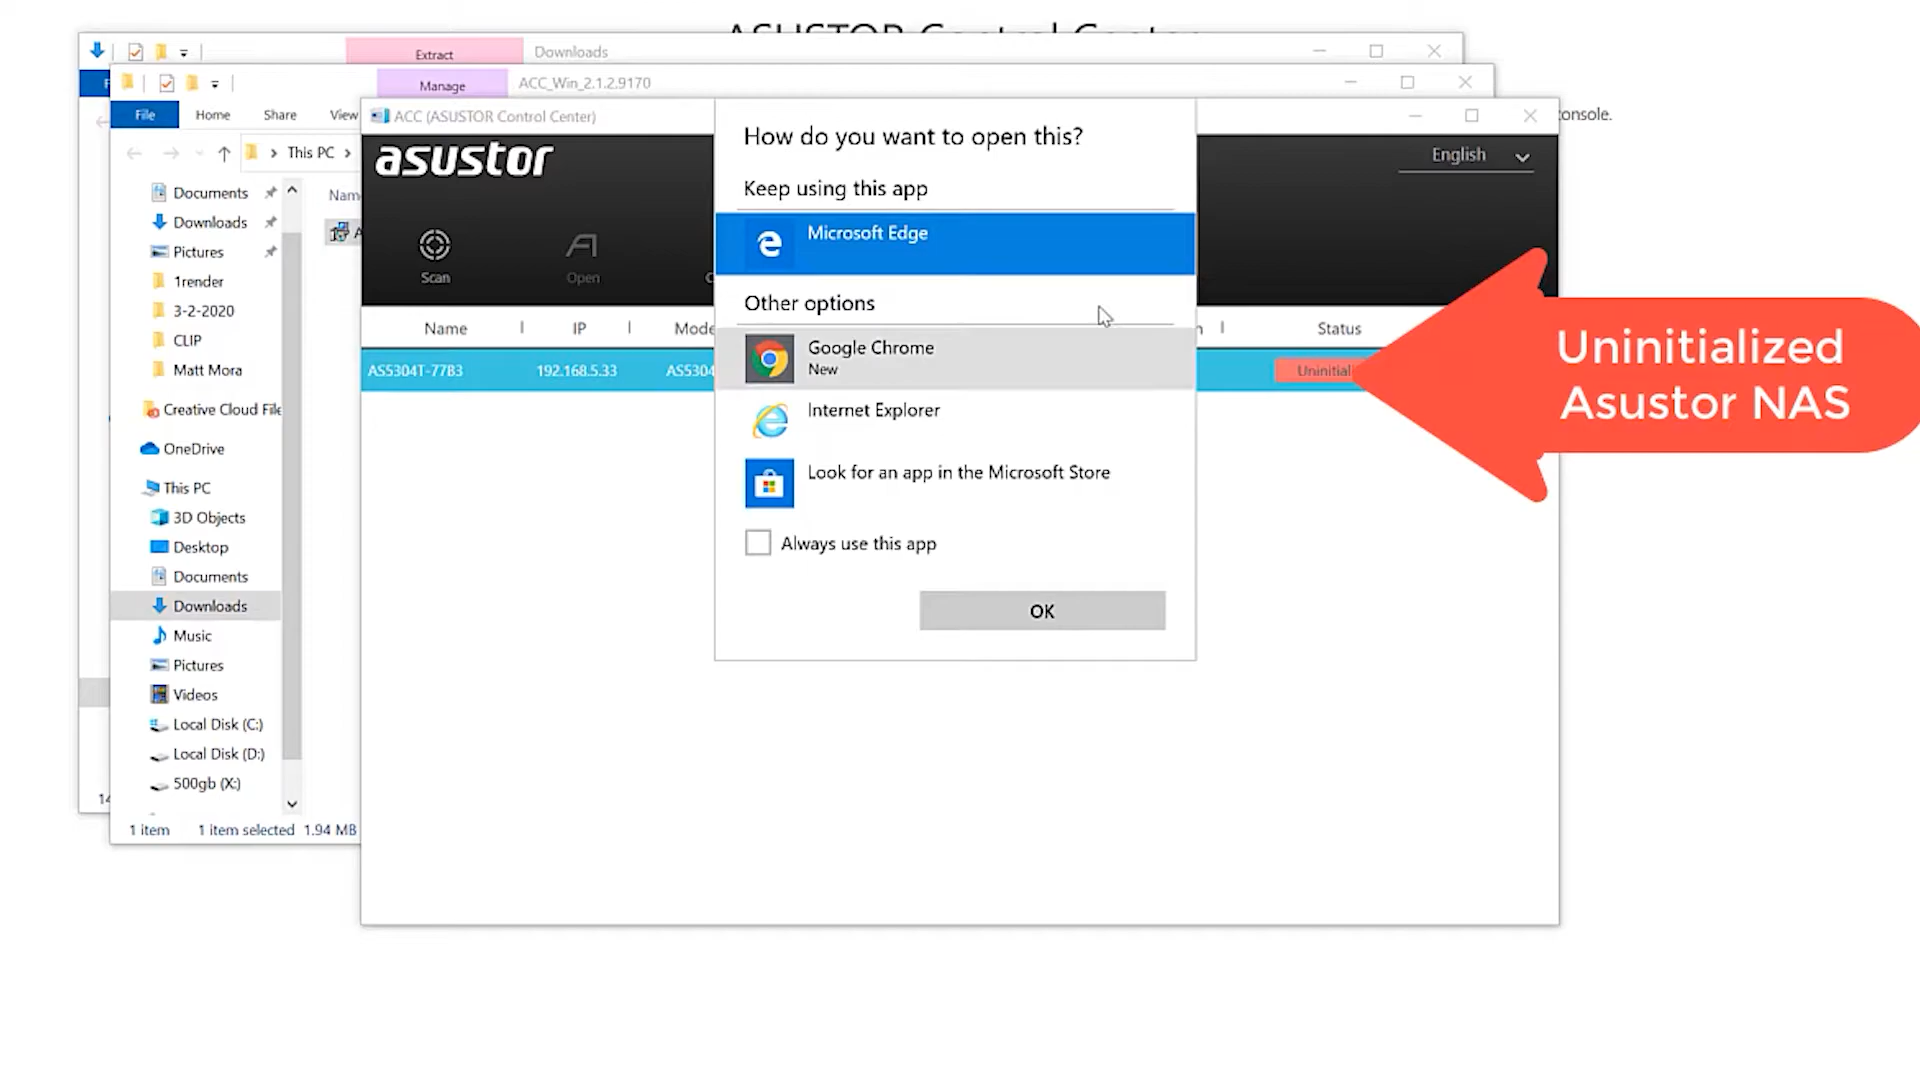 ASUSTOR Control Center
Extract
Downloads
Manage
ACC_Win_2.1.2.9170
File
Home
Share
View
ACC (ASUSTOR Control Center)
console.
This PC
asustor
English
Documents
Downloads
Pictures
1render
3-2-2020
CLIP
Matt Mora
Creative Cloud File
OneDrive
This PC
3D Objects
Desktop
Documents
Downloads
Music
Pictures
Videos
Local Disk (C:)
Local Disk (D:)
500gb (X:)
1 item
1 item selected
1.94 MB
Scan
Open
Name
IP
Status
AS5304T-77B3
192.168.5.33
How do you want to open this?
Keep using this app
Microsoft Edge
Other options
Google Chrome
New
Internet Explorer
Look for an app in the Microsoft Store
Always use this app
OK
Uninitialized
Asustor NAS